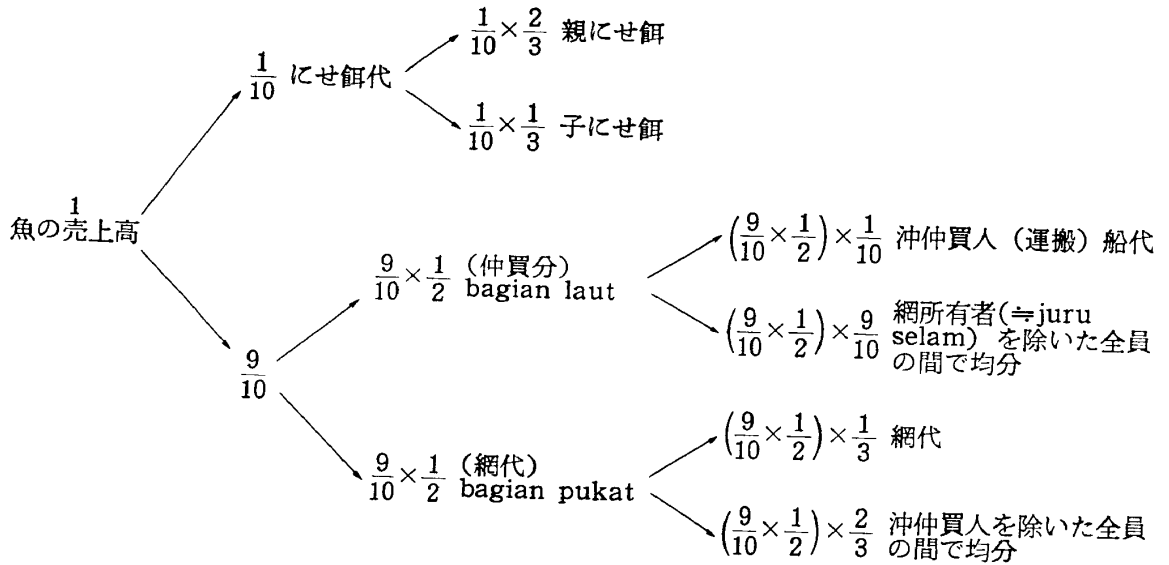 1/10×2/3 親にせ餌
1/10 にせ餌代
1/10×1/3 子にせ餌
1
魚の売上高
(9/10×1/2)×1/10 沖仲買人（運搬）船代
9/10×1/2 （仲買分）
bagian laut
(9/10×1/2)×9/10 網所有者(≒juru
selam) を除いた全員
の間で均分
9/10
(9/10×1/2)×1/3 網代
9/10×1/2 （網代）
bagian pukat
(9/10×1/2)×2/3 沖仲買人を除いた全員
の間で均分